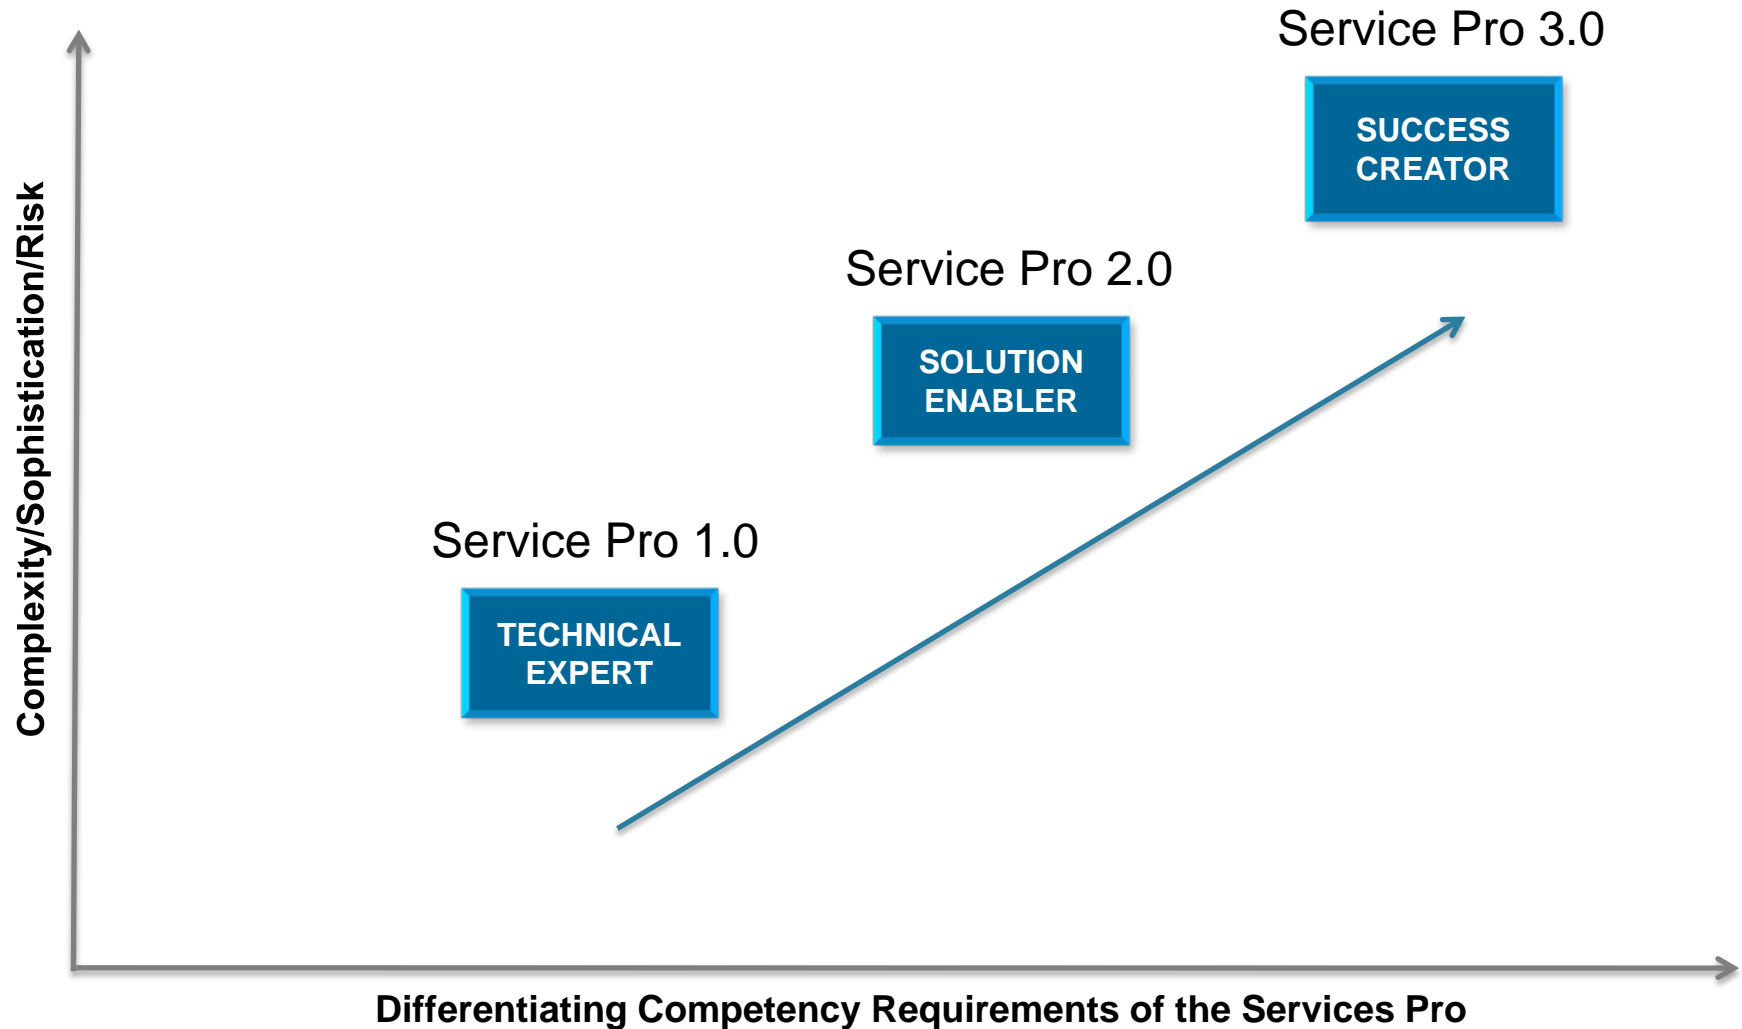 Service Pro 3.0
SUCCESS
CREATOR
Service Pro 2.0
SOLUTION
ENABLER
Service Pro 1.0
TECHNICAL
EXPERT
Complexity/Sophistication/Risk
Differentiating Competency Requirements of the Services Pro